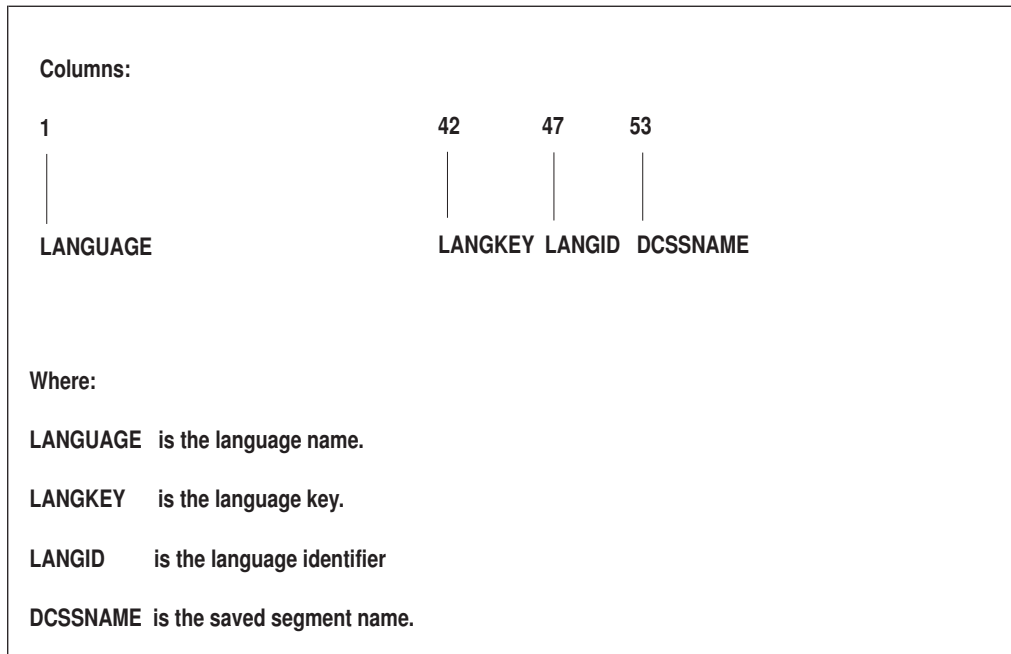 Columns:
1 42 47 53
LANGUAGE LANGKEY LANGID DCSSNAME
Where:
LANGUAGE is the language name.
LANGKEY is the language key.
LANGID is the language identifier
DCSSNAME is the saved segment name.